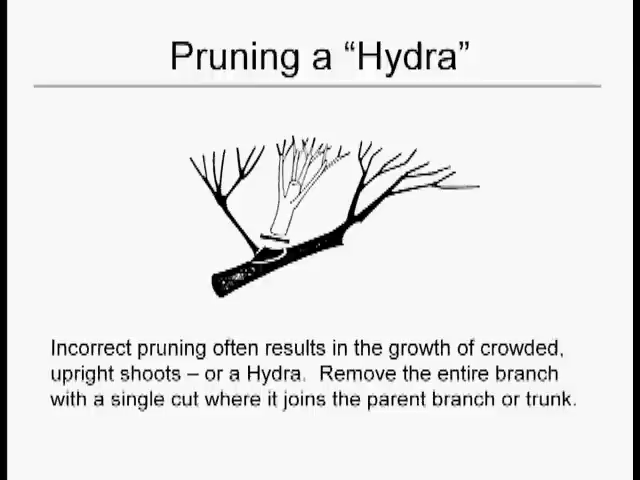 Pruning a “Hydra”
Incorrect pruning often results in the growth of crowded,
upright shoots – or a Hydra.  Remove the entire branch
with a single cut where it joins the parent branch or trunk.